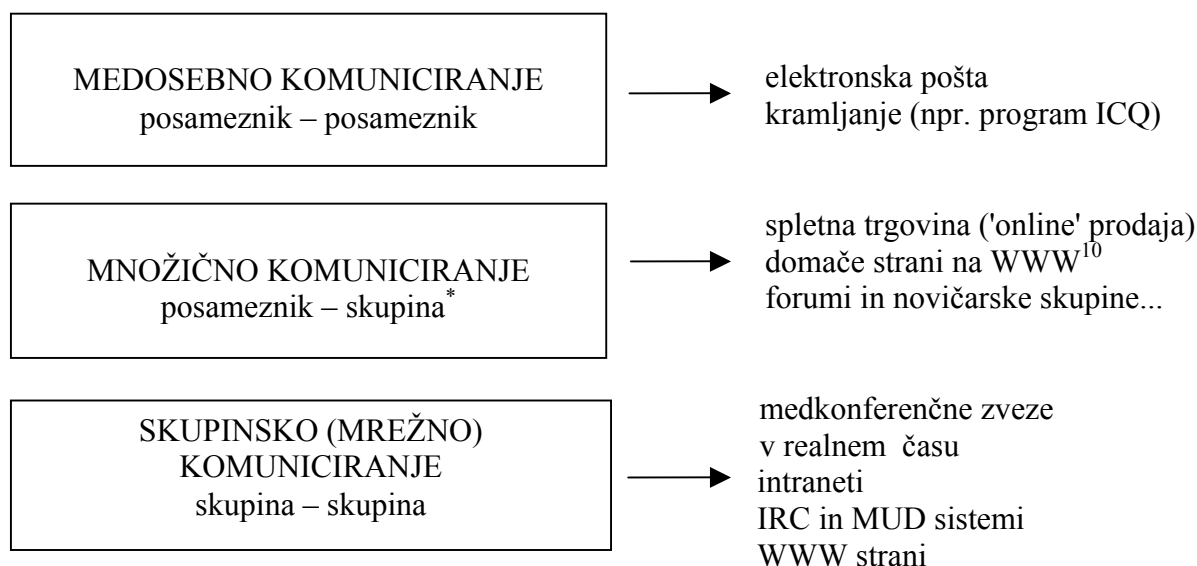 MEDOSEBNO KOMUNICIRANJE
posameznik – posameznik
elektronska pošta
kramljanje (npr. program ICQ)
MNOŽIČNO KOMUNICIRANJE
posameznik – skupina*
spletna trgovina ('online' prodaja)
domače strani na WWW10
forumi in novičarske skupine...
SKUPINSKO (MREŽNO)
KOMUNICIRANJE
skupina – skupina
medkonferenčne zveze
v realnem času
intraneti
IRC in MUD sistemi
WWW strani